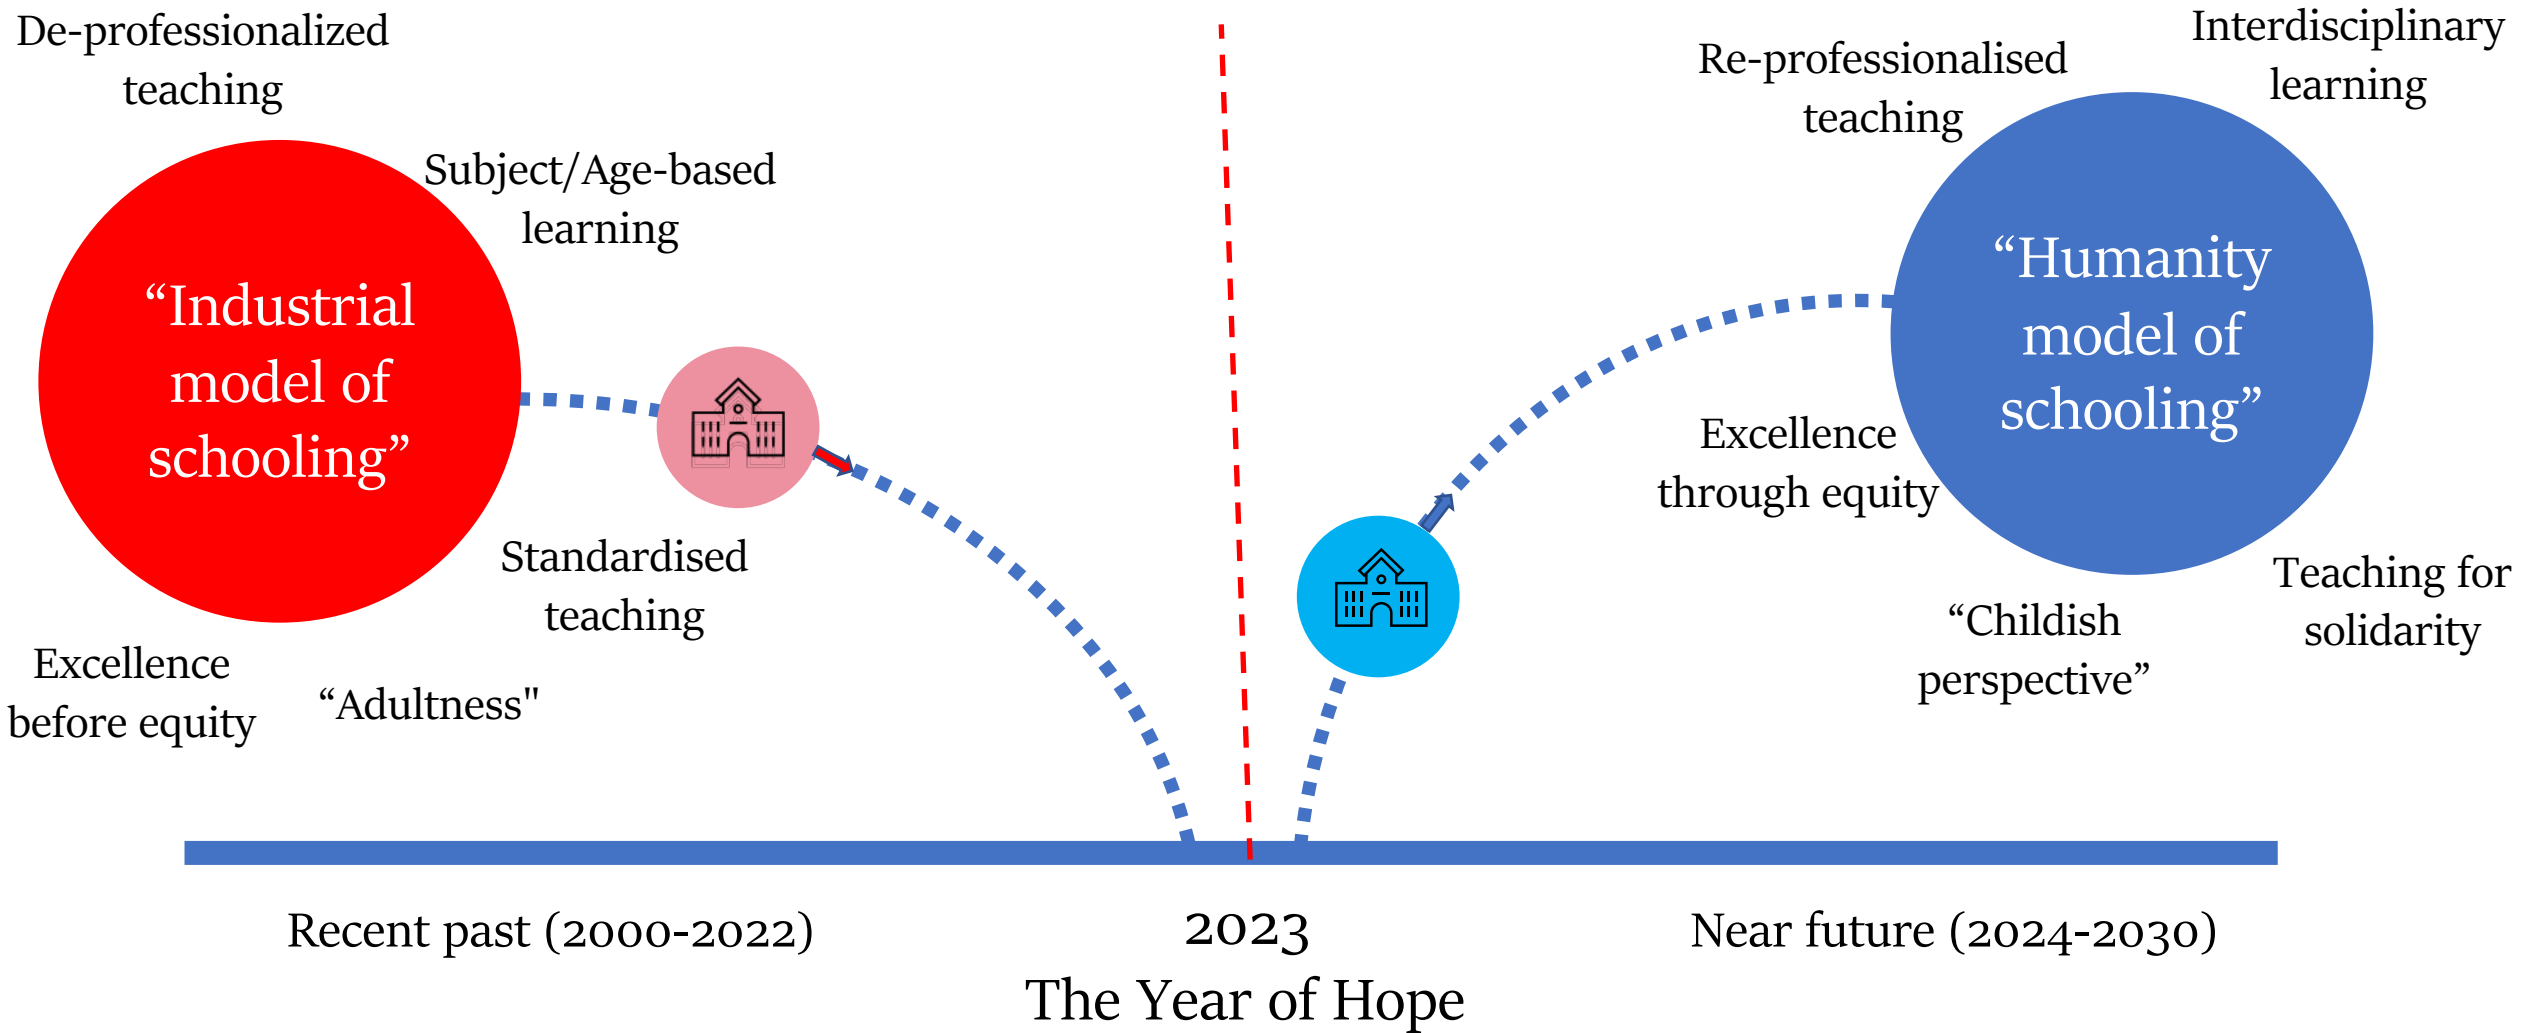 De-professionalized
teaching
Subject/Age-based
learning
“Industrial
model of
schooling”
Standardised
teaching
Excellence
before equity
“Adultness"
Re-professionalised
teaching
Interdisciplinary
learning
“Humanity
model of
schooling”
Excellence
through equity
Teaching for
solidarity
“Childish
perspective”
Recent past (2000-2022)
2023
The Year of Hope
Near future (2024-2030)